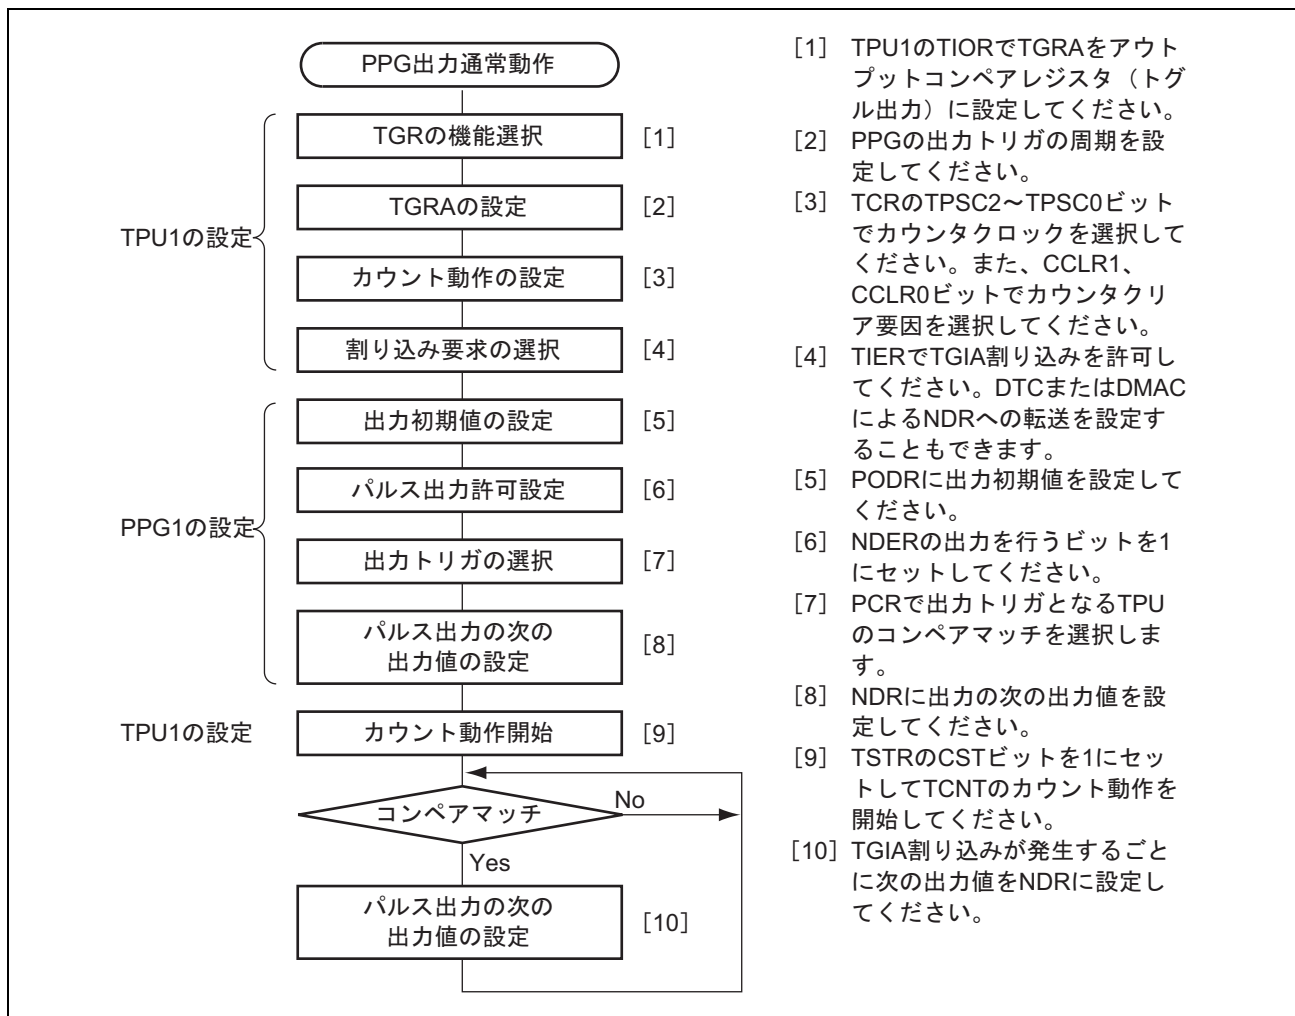 PPG出力通常動作
TPU1の設定
TGRの機能選択 [1]
TGRAの設定 [2]
カウント動作の設定 [3]
割り込み要求の選択 [4]
PPG1の設定
出力初期値の設定 [5]
パルス出力許可設定 [6]
出力トリガの選択 [7]
パルス出力の次の
出力値の設定 [8]
TPU1の設定
カウント動作開始 [9]
コンペアマッチ
No
Yes
パルス出力の次の
出力値の設定 [10]
[1] TPU1のTIORでTGRAをアウト
プットコンペアレジスタ（トグ
ル出力）に設定してください。
[2] PPGの出力トリガの周期を設
定してください。
[3] TCRのTPSC2～TPSC0ビット
でカウンタクロックを選択して
ください。また、CCLR1、
CCLR0ビットでカウンタクリ
ア要因を選択してください。
[4] TIERでTGIA割り込みを許可し
てください。DTCまたはDMAC
によるNDRへの転送を設定す
ることもできます。
[5] PODRに出力初期値を設定して
ください。
[6] NDERの出力を行うビットを1
にセットしてください。
[7] PCRで出力トリガとなるTPU
のコンペアマッチを選択しま
す。
[8] NDRに出力の次の出力値を設
定してください。
[9] TSTRのCSTビットを1にセッ
トしてTCNTのカウント動作を
開始してください。
[10] TGIA割り込みが発生するごと
に次の出力値をNDRに設定し
てください。